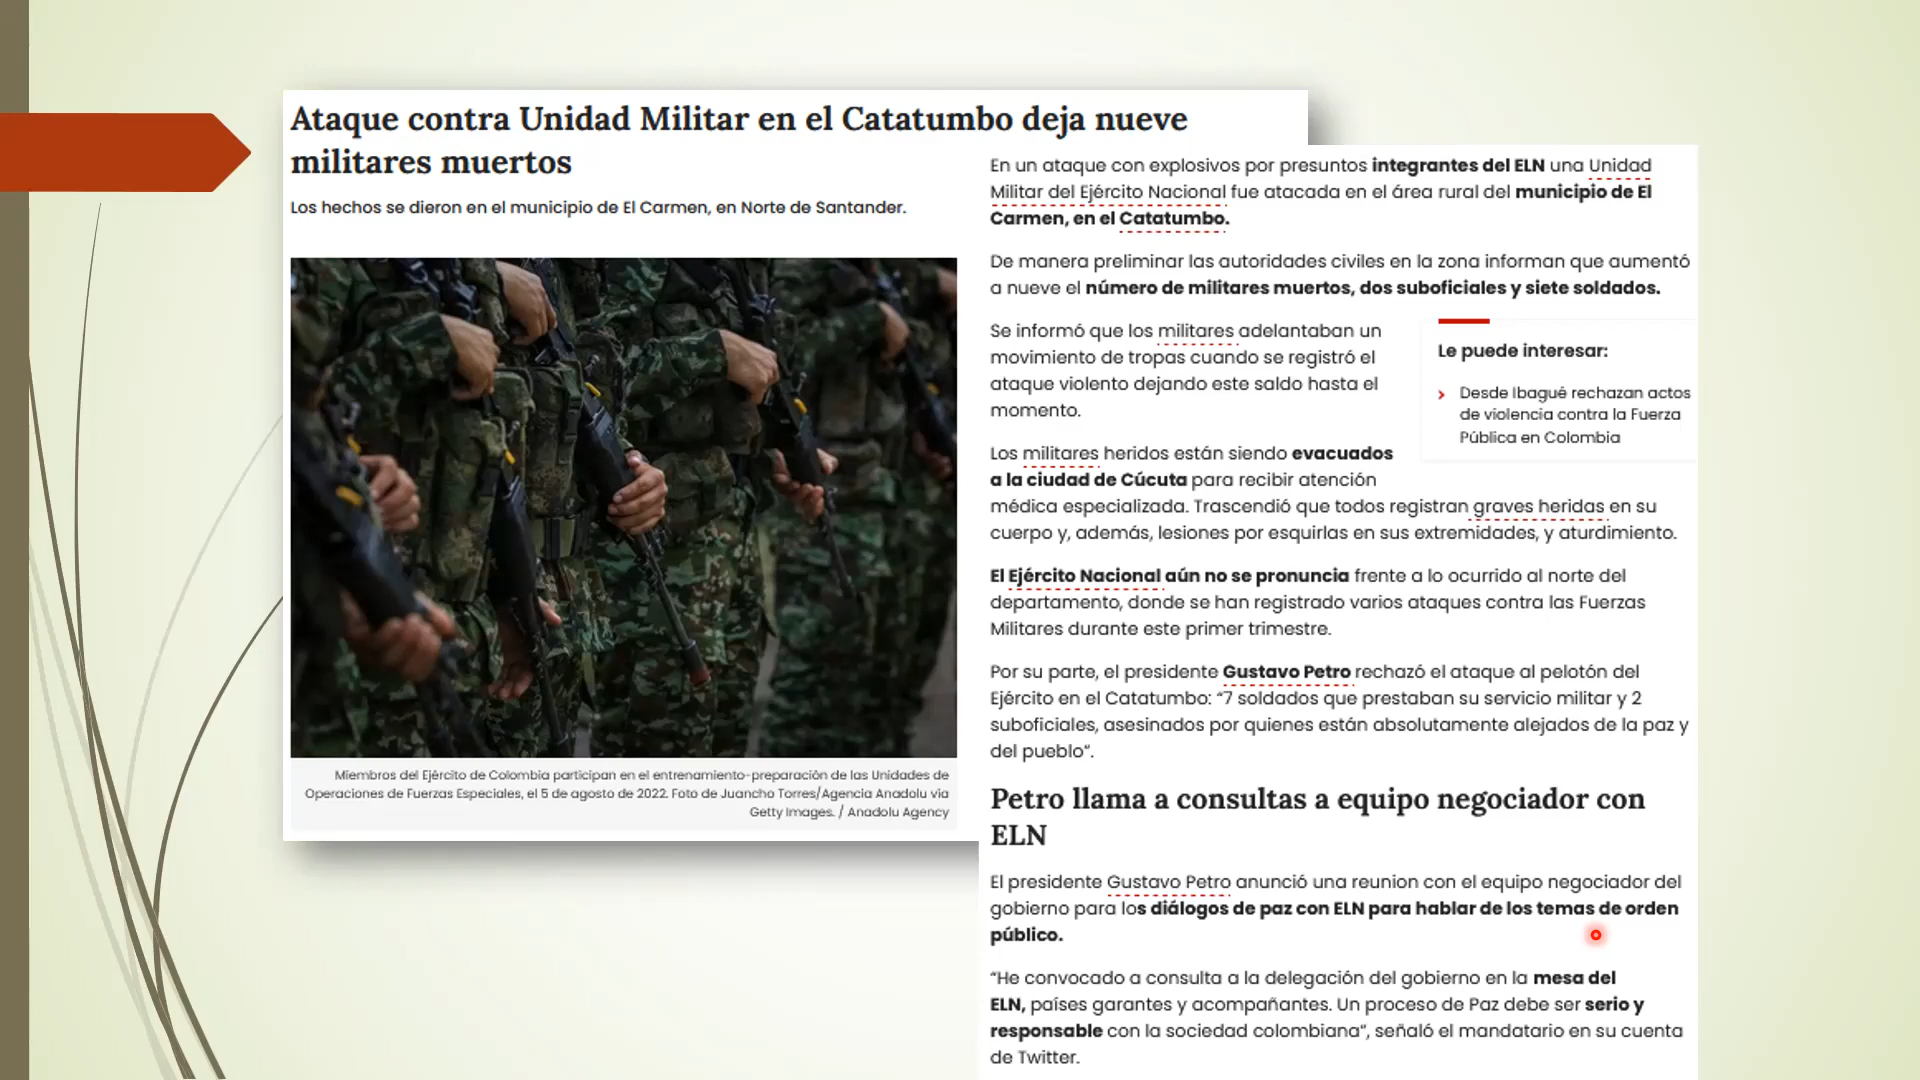 Ataque contra Unidad Militar en el Catatumbo deja nueve
militares muertos
Los hechos se dieron en el municipio de El Carmen, en Norte de Santander.
Miembros del Ejército de Colombia participan en el entrenamiento-preparación de las Unidades de
Operaciones de Fuerzas Especiales, el 5 de agosto de 2022. Foto de Juancho Torres/Agencia Anadolu vía
Getty Images. / Anadolu Agency
En un ataque con explosivos por presuntos integrantes del ELN una Unidad
Militar del Ejército Nacional fue atacada en el área rural del municipio de El
Carmen, en el Catatumbo.
De manera preliminar las autoridades civiles en la zona informan que aumentó
a nueve el número de militares muertos, dos suboficiales y siete soldados.
Se informó que los militares adelantaban un
movimiento de tropas cuando se registró el
ataque violento dejando este saldo hasta el
momento.
Le puede interesar:
Desde Ibagué rechazan actos
de violencia contra la Fuerza
Pública en Colombia
Los militares heridos están siendo evacuados
a la ciudad de Cúcuta para recibir atención
médica especializada. Trascendió que todos registran graves heridas en su
cuerpo y, además, lesiones por esquirlas en sus extremidades, y aturdimiento.
El Ejército Nacional aún no se pronuncia frente a lo ocurrido al norte del
departamento, donde se han registrado varios ataques contra las Fuerzas
Militares durante este primer trimestre.
Por su parte, el presidente Gustavo Petro rechazó el ataque al pelotón del
Ejército en el Catatumbo: “7 soldados que prestaban su servicio militar y 2
suboficiales, asesinados por quienes están absolutamente alejados de la paz y
del pueblo”.
Petro llama a consultas a equipo negociador con
ELN
El presidente Gustavo Petro anunció una reunion con el equipo negociador del
gobierno para los diálogos de paz con ELN para hablar de los temas de orden
público.
“He convocado a consulta a la delegación del gobierno en la mesa del
ELN, países garantes y acompañantes. Un proceso de Paz debe ser serio y
responsable con la sociedad colombiana”, señaló el mandatario en su cuenta
de Twitter.